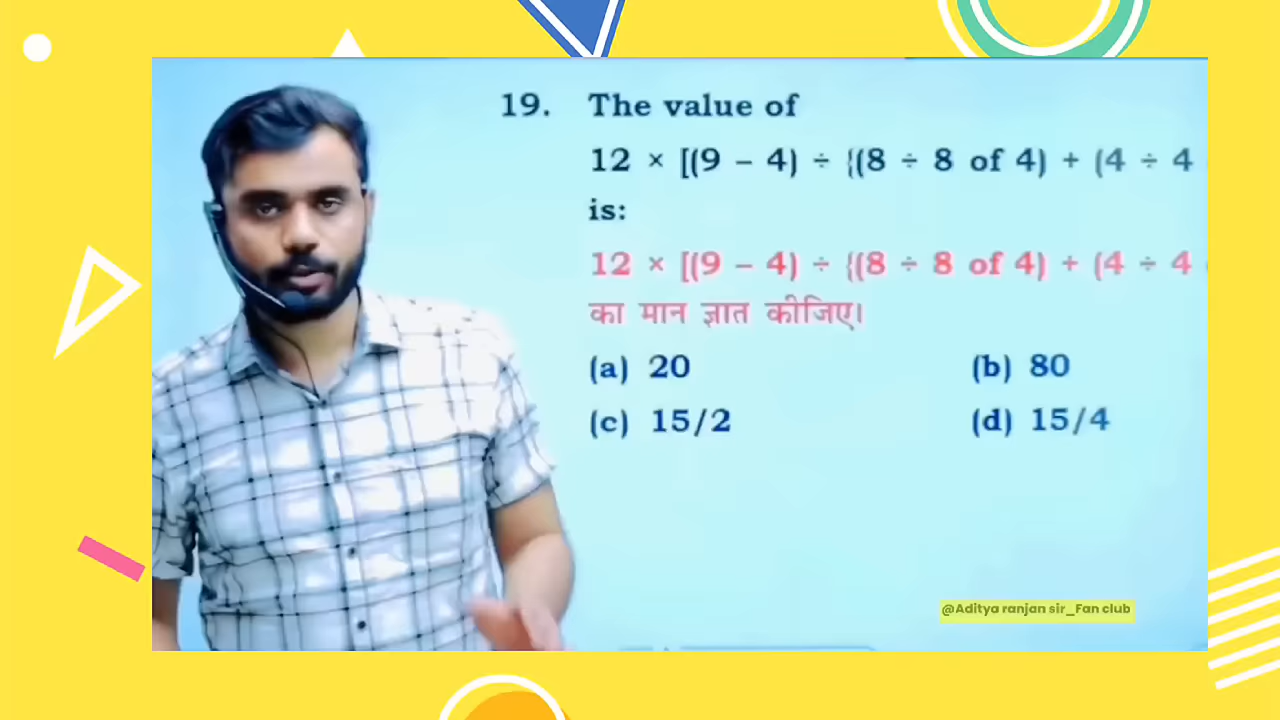 19. The value of
12 × [(9 – 4) ÷ {(8 ÷ 8 of 4) + (4 ÷ 4
is:
12 × [(9 – 4) ÷ {(8 ÷ 8 of 4) + (4 ÷ 4
का मान ज्ञात कीजिए।
(a) 20 (b) 80
(c) 15/2 (d) 15/4
@Aditya ranjan sir_Fan club